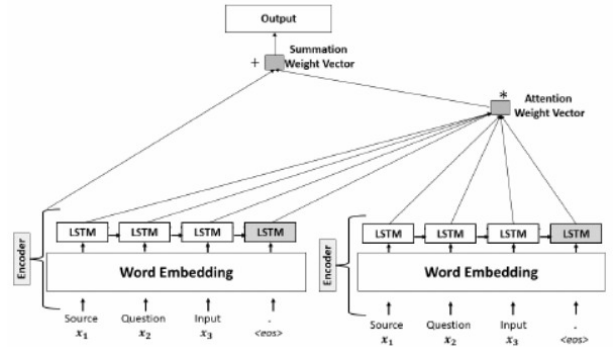 Output
+
Summation
Weight Vector
*
Attention
Weight Vector
Encoder
LSTM LSTM LSTM LSTM
Word Embedding
Source Question Input .
x₁ x₂ x₃ <eos>
Encoder
LSTM LSTM LSTM LSTM
Word Embedding
Source Question Input .
x₁ x₂ x₃ <eos>